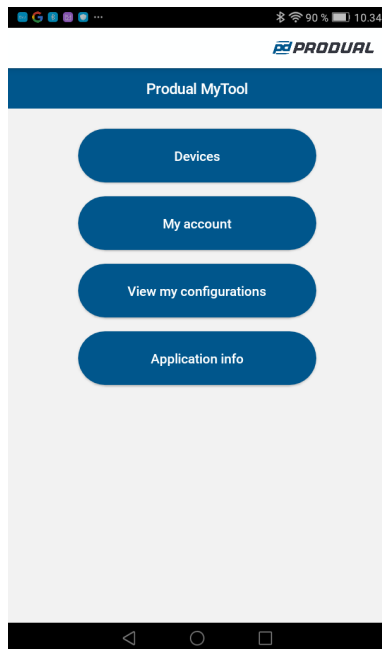 90 % 10.34
PRODUAL
Produal MyTool
Devices
My account
View my configurations
Application info